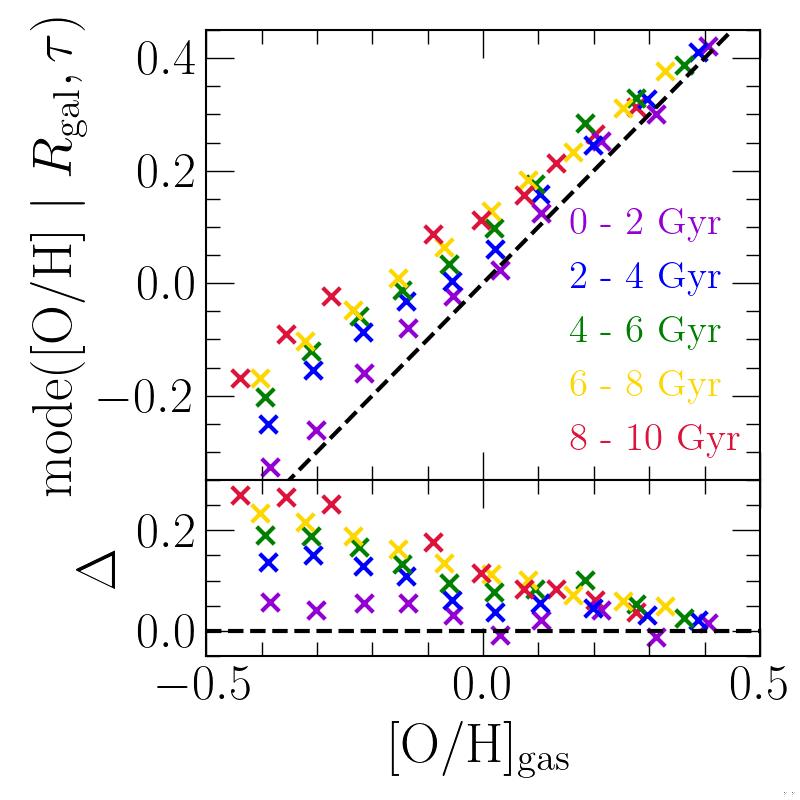 mode([O/H] | R_gal, τ)
0.4
0.2
0.0
−0.2
0 - 2 Gyr
2 - 4 Gyr
4 - 6 Gyr
6 - 8 Gyr
8 - 10 Gyr
Δ
0.2
0.0
−0.5 0.0 0.5
[O/H]gas